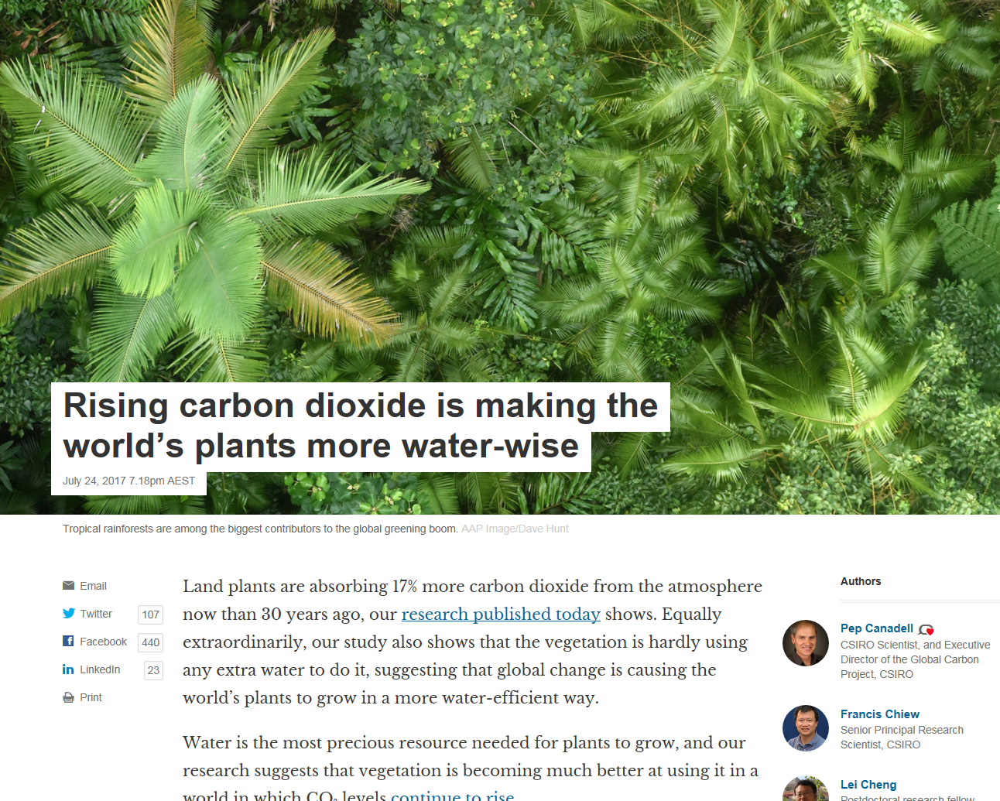 Rising carbon dioxide is making the
world’s plants more water-wise
July 24, 2017 7.18pm AEST
Tropical rainforests are among the biggest contributors to the global greening boom. AAP Image/Dave Hunt
Email
Twitter 107
Facebook 440
LinkedIn 23
Print
Land plants are absorbing 17% more carbon dioxide from the atmosphere
now than 30 years ago, our research published today shows. Equally
extraordinarily, our study also shows that the vegetation is hardly using
any extra water to do it, suggesting that global change is causing the
world’s plants to grow in a more water-efficient way.
Water is the most precious resource needed for plants to grow, and our
research suggests that vegetation is becoming much better at using it in a
world in which CO₂ levels continue to rise.
Authors
Pep Canadell
CSIRO Scientist, and Executive
Director of the Global Carbon
Project, CSIRO
Francis Chiew
Senior Principal Research
Scientist, CSIRO
Lei Cheng
Postdoctoral research fellow,